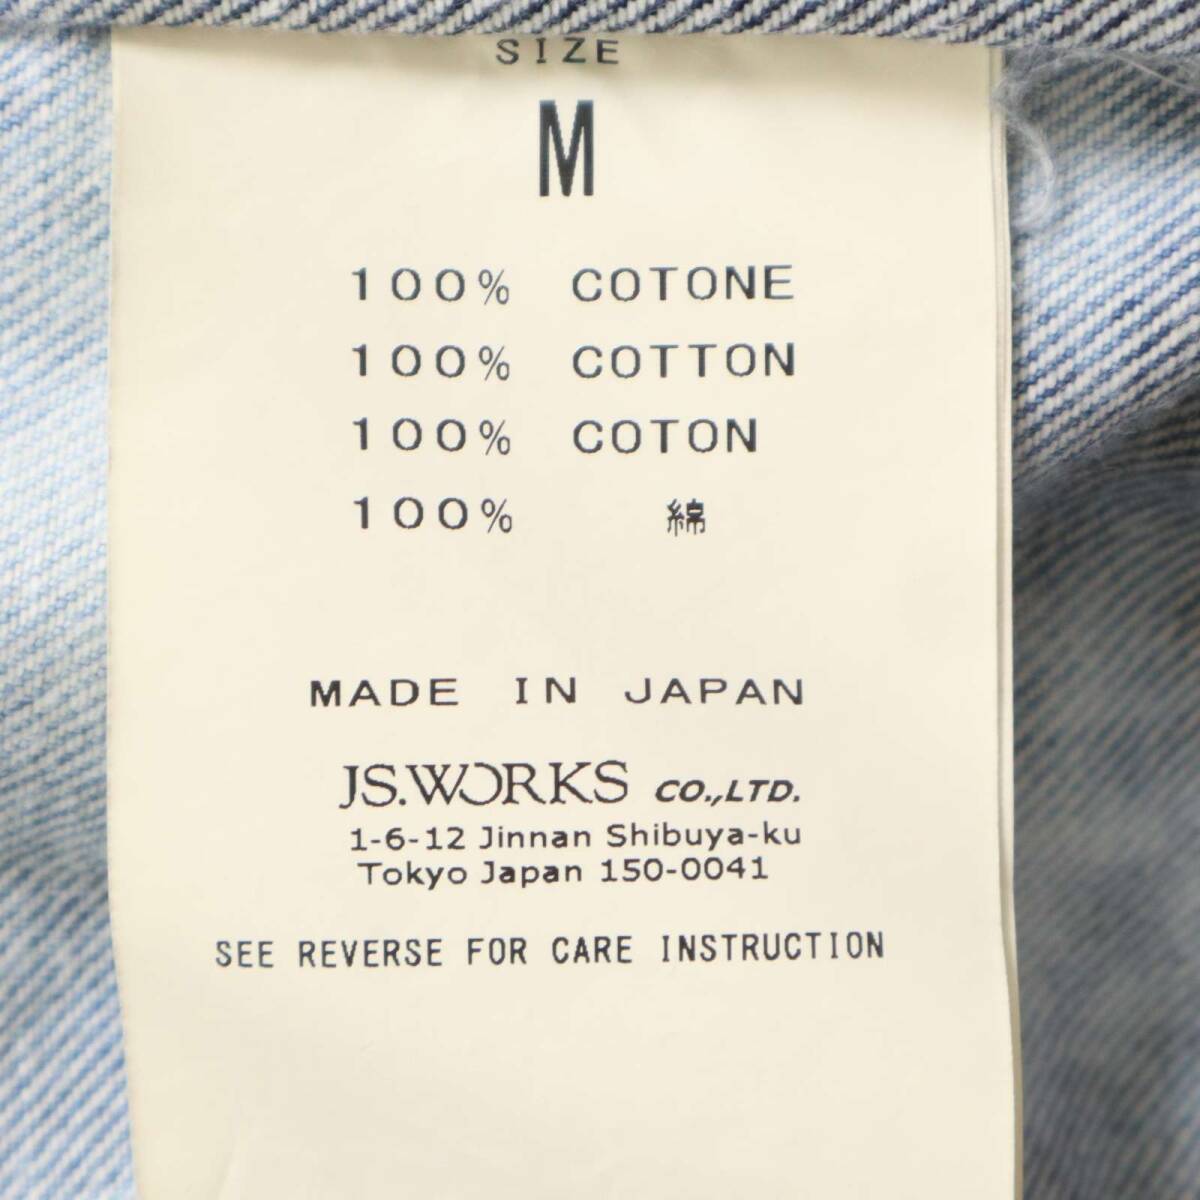 SIZE
M
100% COTONE
100% COTTON
100% COTON
100% 綿
MADE IN JAPAN
JS.WORKS CO.,LTD.
1-6-12 Jinnan Shibuya-ku
Tokyo Japan 150-0041
SEE REVERSE FOR CARE INSTRUCTION